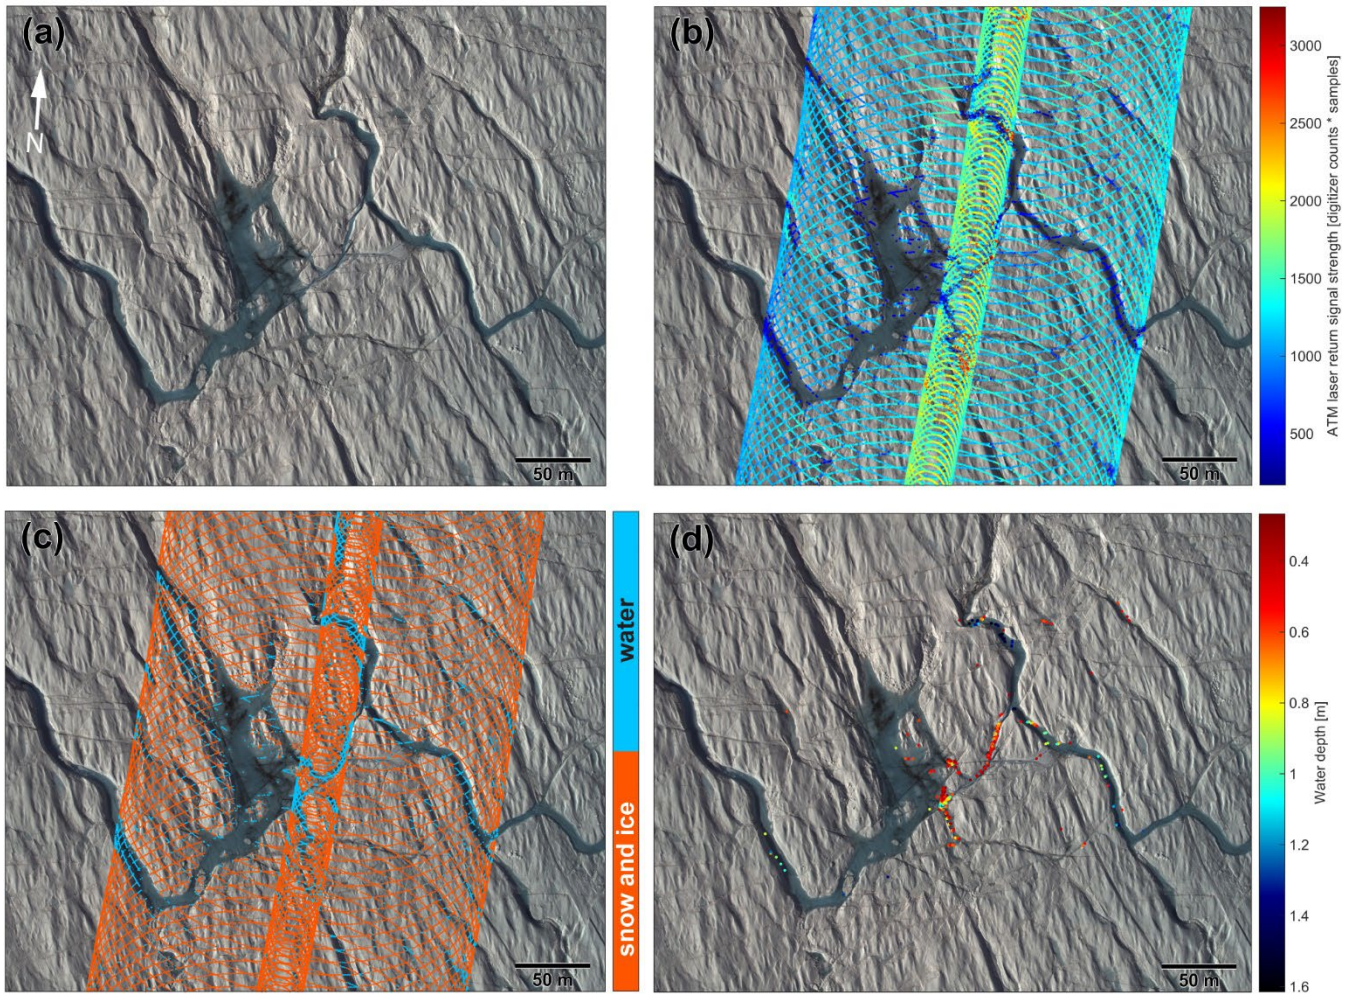 (a)
N
50 m
(b)
50 m
3000
2500
2000
1500
1000
500
ATM laser return signal strength [digitizer counts * samples]
(c)
50 m
water
snow and ice
(d)
50 m
0.4
0.6
0.8
1
1.2
1.4
1.6
Water depth [m]